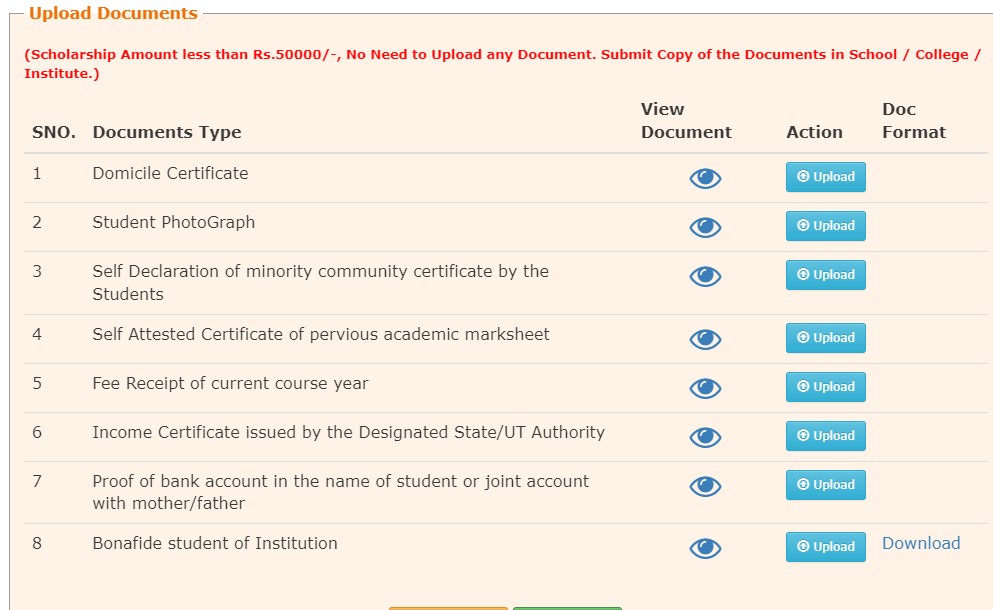 Upload Documents
(Scholarship Amount less than Rs.50000/-, No Need to Upload any Document. Submit Copy of the Documents in School / College /
Institute.)
SNO. Documents Type View Document Action Doc Format
1 Domicile Certificate Upload
2 Student PhotoGraph Upload
3 Self Declaration of minority community certificate by the
Students Upload
4 Self Attested Certificate of pervious academic marksheet Upload
5 Fee Receipt of current course year Upload
6 Income Certificate issued by the Designated State/UT Authority Upload
7 Proof of bank account in the name of student or joint account
with mother/father Upload
8 Bonafide student of Institution Upload Download